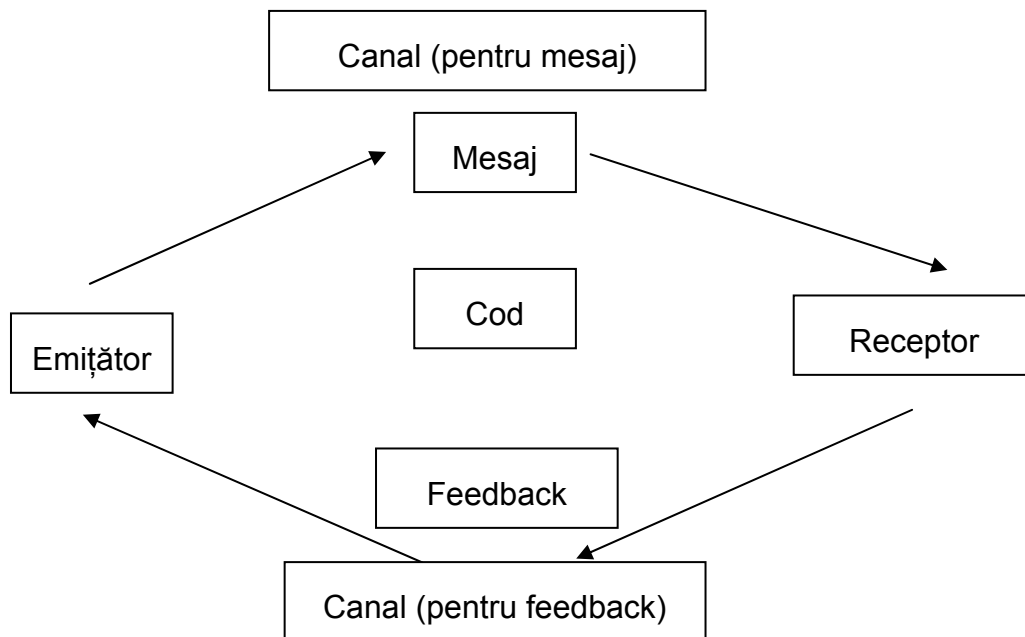 Canal (pentru mesaj)
Mesaj
Cod
Emițător
Receptor
Feedback
Canal (pentru feedback)